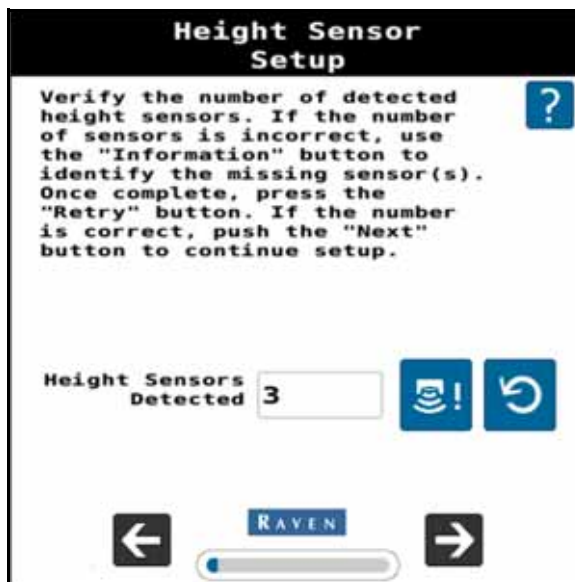 Height Sensor
Setup
Verify the number of detected
height sensors. If the number
of sensors is incorrect, use
the "Information" button to
identify the missing sensor(s).
Once complete, press the
"Retry" button. If the number
is correct, push the "Next"
button to continue setup.
?
Height Sensors
Detected 3
!
RAVEN